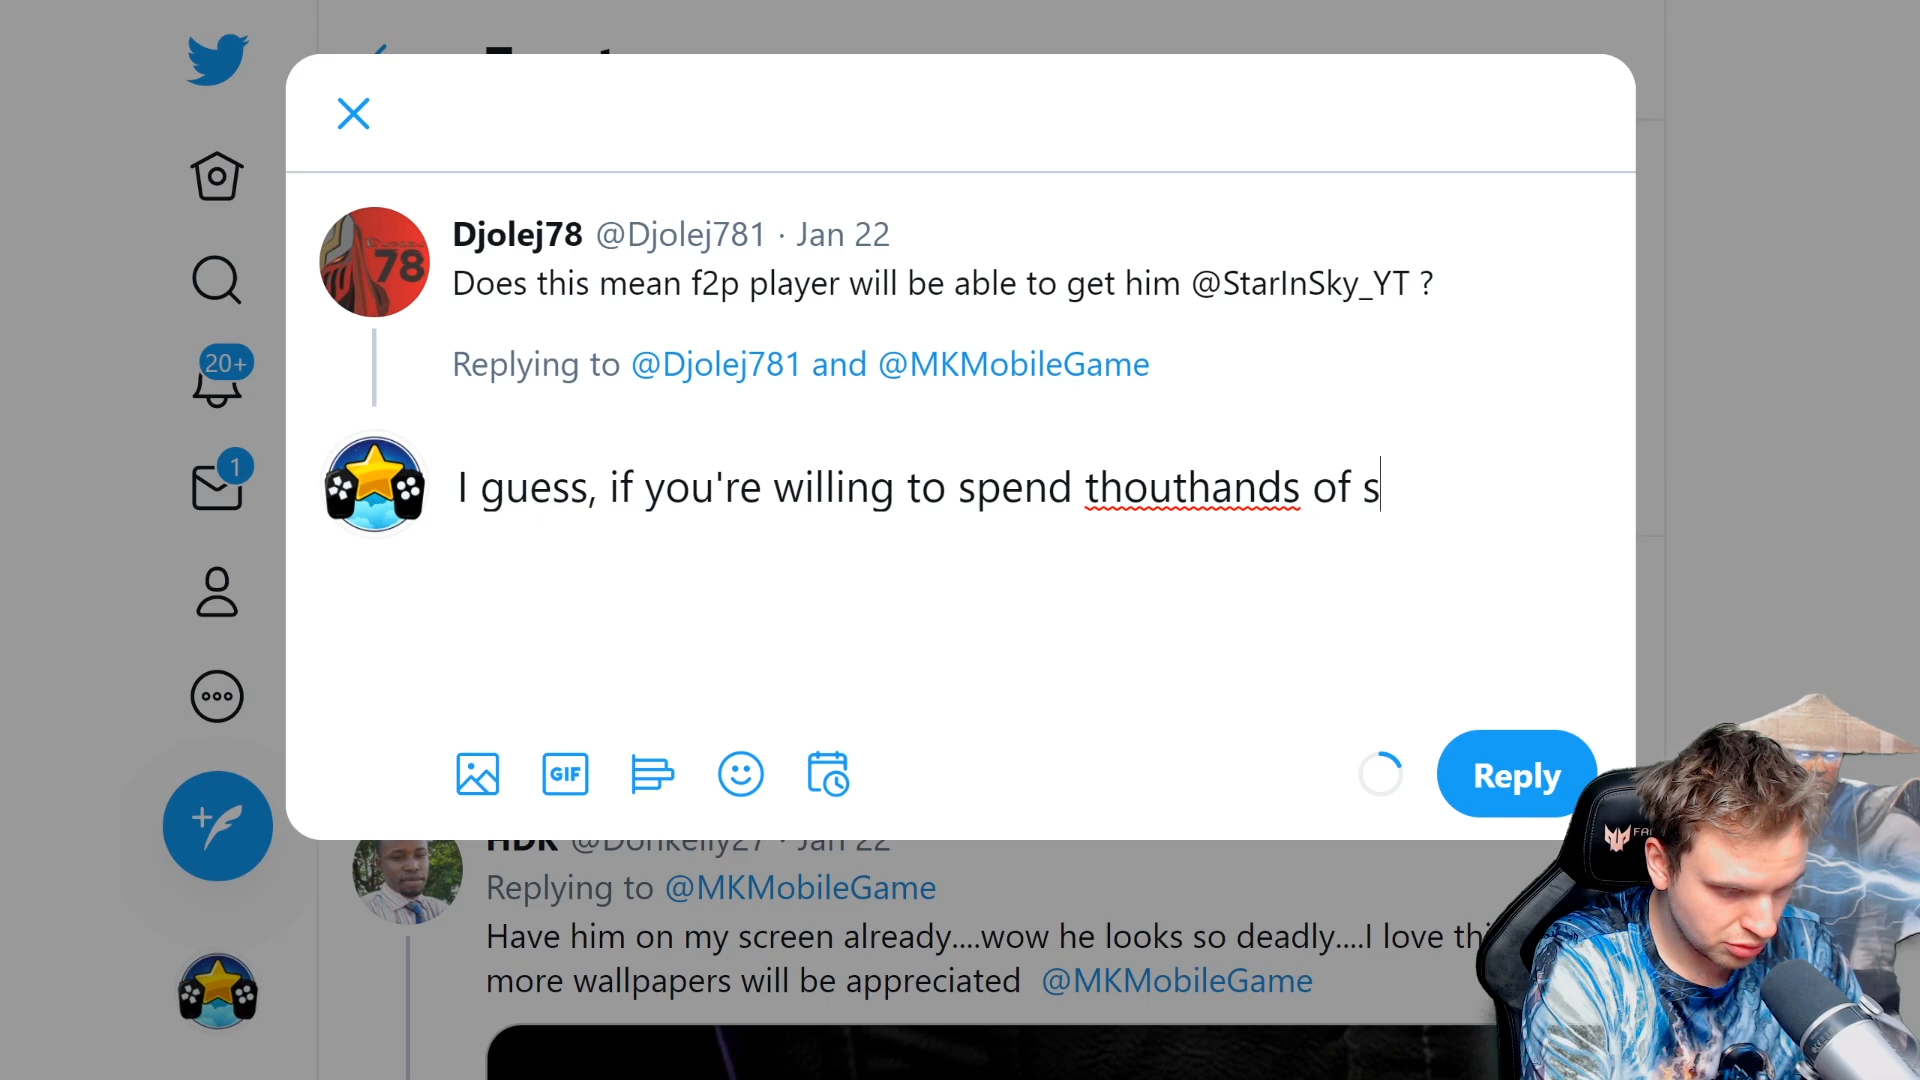 Djolej78 @Djolej781 · Jan 22
Does this mean f2p player will be able to get him @StarInSky_YT ?
Replying to @Djolej781 and @MKMobileGame
78
20+
1
I guess, if you're willing to spend thouthands of s
GIF
Reply
HDK @Donkelly27 · Jan 22
Replying to @MKMobileGame
Have him on my screen already....wow he looks so deadly....I love thi
more wallpapers will be appreciated @MKMobileGame